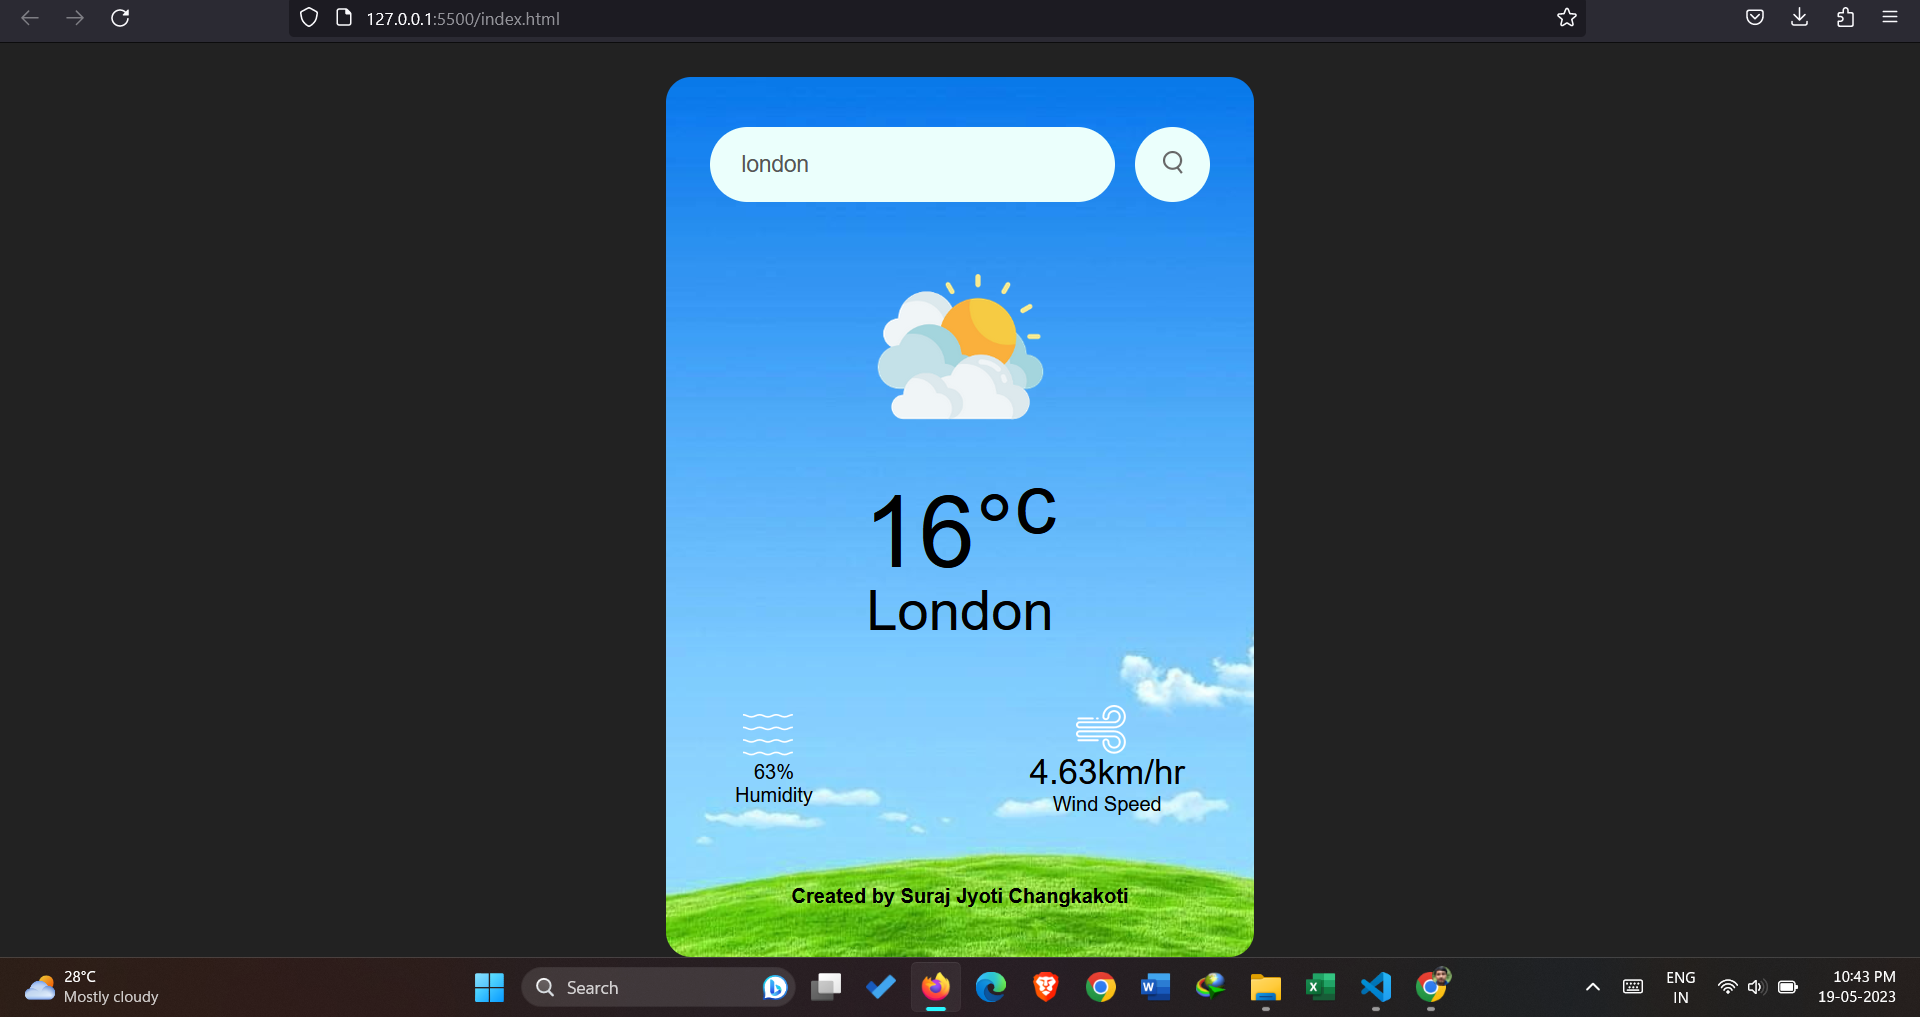 127.0.0.1:5500/index.html
london
16°c
London
63%
Humidity
4.63km/hr
Wind Speed
Created by Suraj Jyoti Changkakoti
28°C
Mostly cloudy
Search
ENG
IN
10:43 PM
19-05-2023